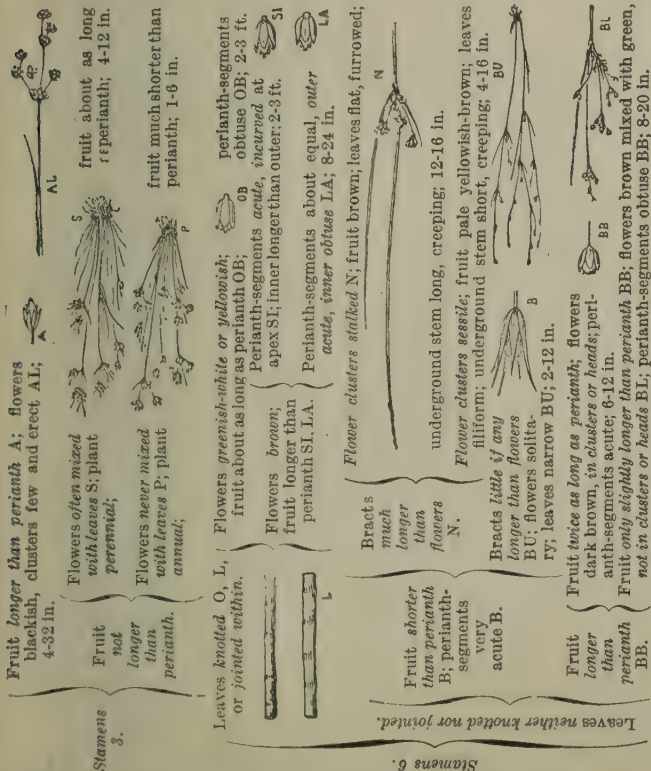 Stamens
3.
Fruit longer than perianth A; flowers
blackish, clusters few and erect AL;
4-32 in.
A
AL
Fruit
not
longer
than
perianth.
Flowers often mixed
with leaves S; plant
perennial;
S
fruit about as long
perianth; 4-12 in.
Flowers never mixed
with leaves P; plant
annual;
P
fruit much shorter than
perianth; 1-6 in.
Stamens 6.
Leaves knotted O, L,
or jointed within.
L
Flowers greenish-white or yellowish;
fruit about as long as perianth OB;
OB
perianth-segments
obtuse OB; 2-3 ft.
Flowers brown;
fruit longer than
perianth SI, LA.
Perianth-segments acute, incurved at
apex SI; inner longer than outer; 2-3 ft.
SI
Perianth-segments about equal, outer
acute, inner obtuse LA; 8-24 in.
LA
Leaves neither knotted nor jointed.
Fruit shorter
than perianth
B; perianth-
segments
very
acute B.
Bracts
much
longer
than
flowers
N.
Flower clusters stalked N; fruit brown; leaves flat, furrowed;
N
underground stem long, creeping; 12-16 in.
Flower clusters sessile; fruit pale yellowish-brown; leaves
filiform; underground stem short, creeping; 4-16 in.
Bracts little if any
longer than flowers
BU; flowers solita-
ry; leaves narrow BU; 2-12 in.
B
BU
Fruit
longer
than
perianth
BB.
Fruit twice as long as perianth; flowers
dark brown, in clusters or heads; peri-
anth-segments acute; 6-12 in.
BB
BL
Fruit only slightly longer than perianth BB; flowers brown mixed with green,
not in clusters or heads BL; perianth-segments obtuse BB; 8-20 in.